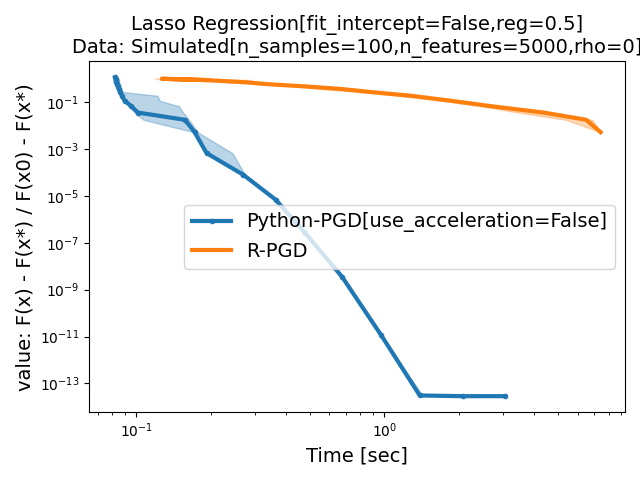 Lasso Regression[fit_intercept=False,reg=0.5]
Data: Simulated[n_samples=100,n_features=5000,rho=0]
value: F(x) - F(x*) / F(x0) - F(x*)
10⁻¹
10⁻³
10⁻⁵
10⁻⁷
10⁻⁹
10⁻¹¹
10⁻¹³
Python-PGD[use_acceleration=False]
R-PGD
10⁻¹ 10⁰
Time [sec]